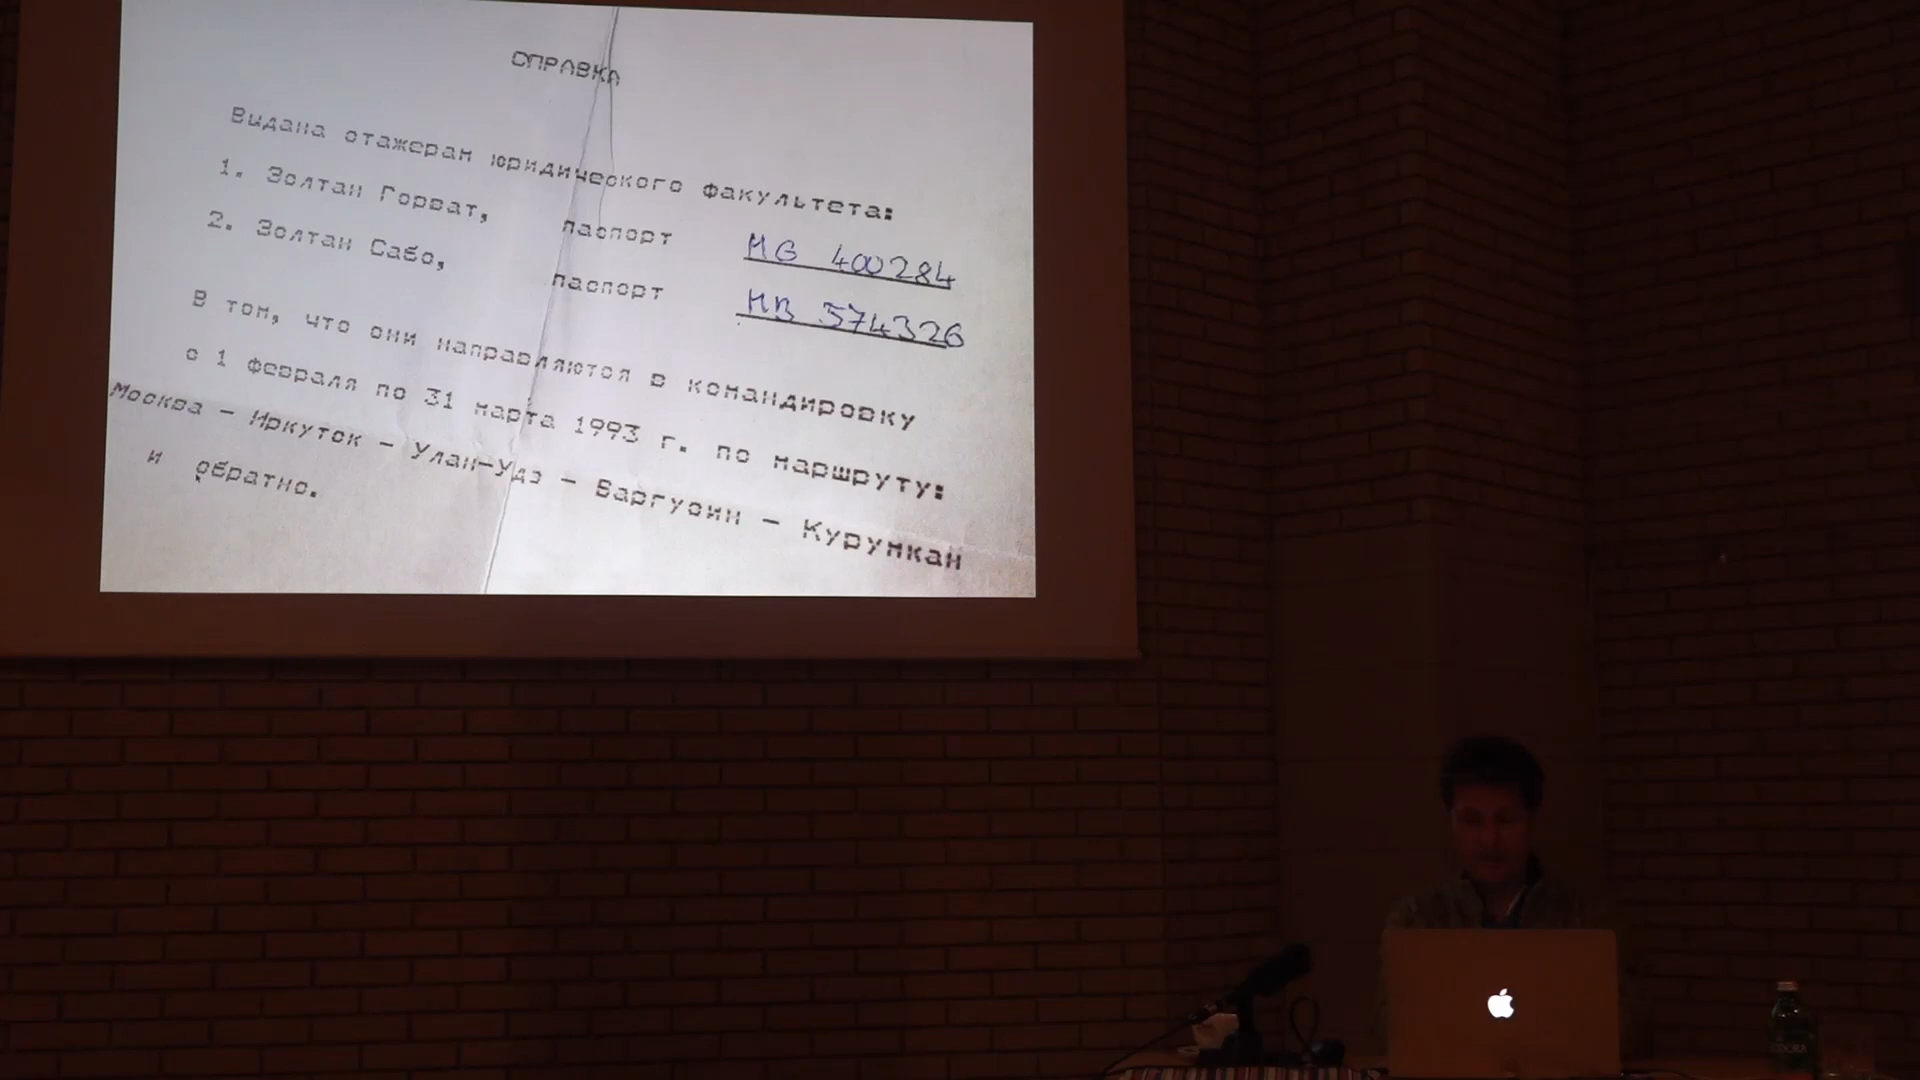 СПРАВКА
Выдана стажерам юридического факультета:
1. Золтан Горват, паспорт MG 400284
2. Золтан Сабо, паспорт MB 574326
В том, что они направляются в командировку
с 1 февраля по 31 марта 1993 г. по маршруту:
Москва - Иркутск - Улан-Удэ - Баргузин - Курумкан
и обратно.